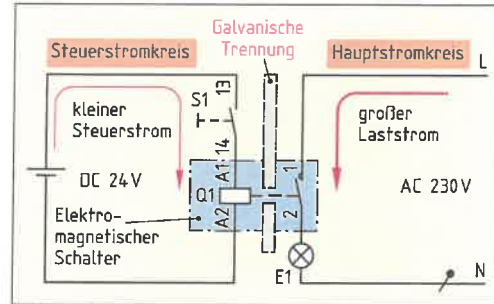 Galvanische
Trennung
Steuerstromkreis
Hauptstromkreis
L
S1
13
14
kleiner
Steuerstrom
großer
Laststrom
DC 24V
A1
Q1
A2
1
2
AC 230V
Elektro-
magnetischer
Schalter
E1
N